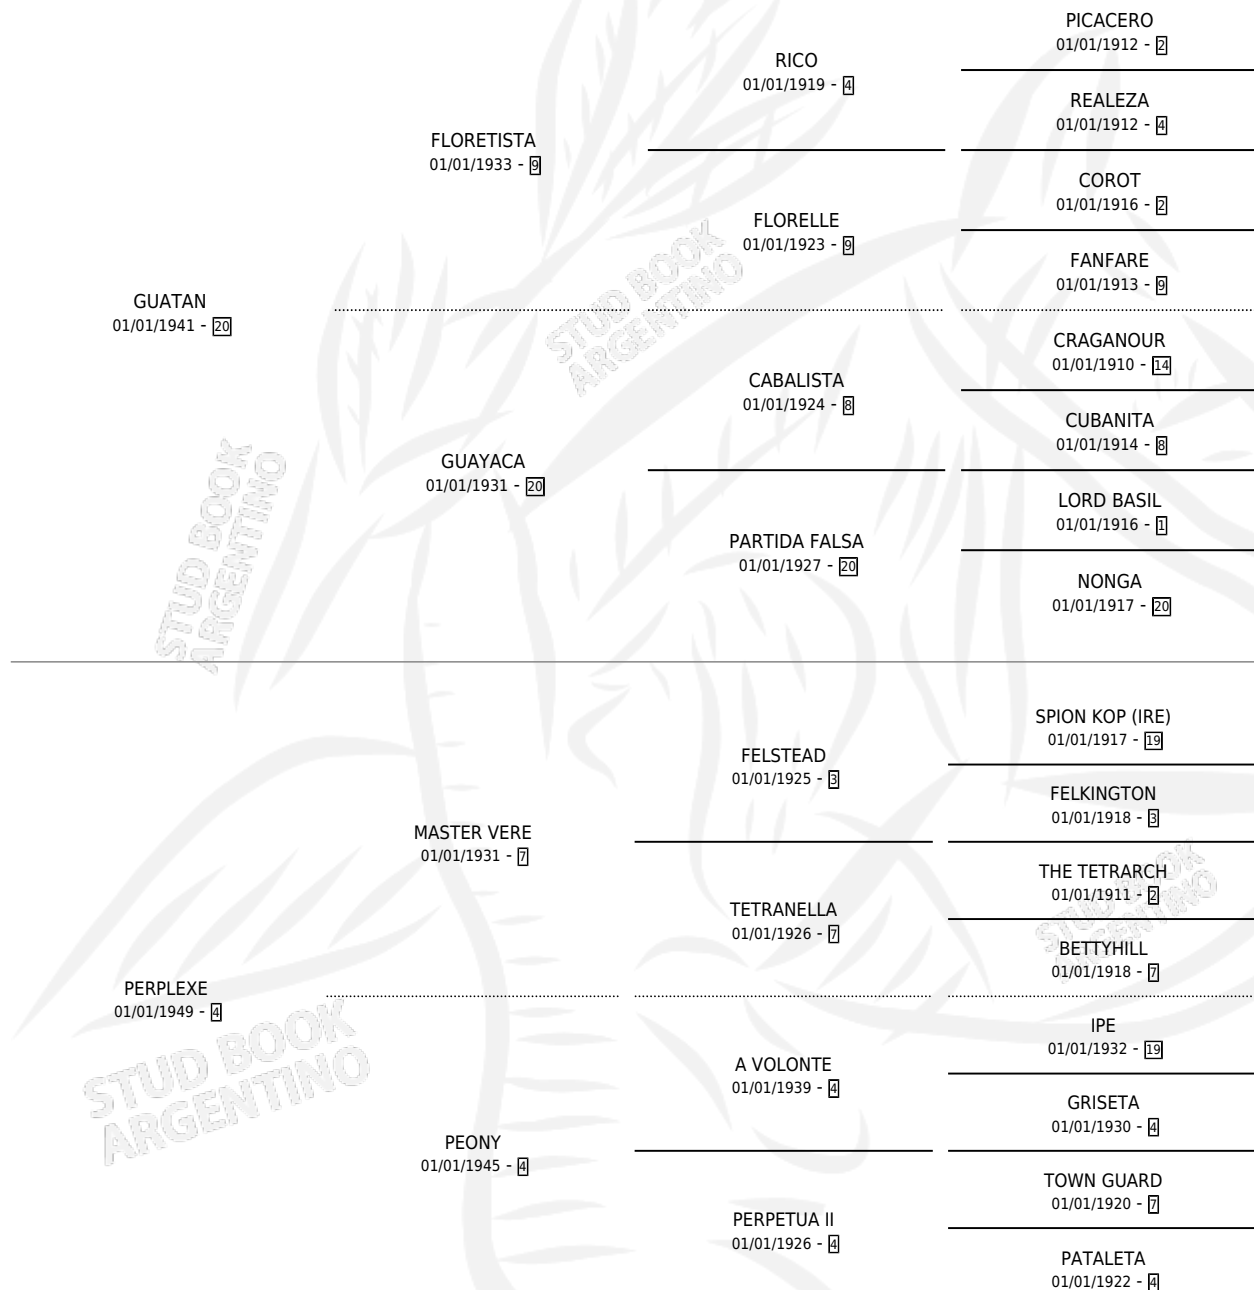 PICACERO
01/01/1912 - 2
RICO
01/01/1919 - 4
REALEZA
01/01/1912 - 4
FLORETISTA
01/01/1933 - 9
COROT
01/01/1916 - 2
FLORELLE
01/01/1923 - 9
FANFARE
01/01/1913 - 9
GUATAN
01/01/1941 - 20
CRAGANOUR
01/01/1910 - 14
CABALISTA
01/01/1924 - 8
CUBANITA
01/01/1914 - 8
GUAYACA
01/01/1931 - 20
LORD BASIL
01/01/1916 - 1
PARTIDA FALSA
01/01/1927 - 20
NONGA
01/01/1917 - 20
STUD BOOK
ARGENTINO
STUD BOOK
ARGENTINO
SPION KOP (IRE)
01/01/1917 - 19
FELSTEAD
01/01/1925 - 3
FELKINGTON
01/01/1918 - 3
MASTER VERE
01/01/1931 - 7
THE TETRARCH
01/01/1911 - 2
TETRANELLA
01/01/1926 - 7
BETTYHILL
01/01/1918 - 7
PERPLEXE
01/01/1949 - 4
IPE
01/01/1932 - 19
A VOLONTE
01/01/1939 - 4
GRISETA
01/01/1930 - 4
PEONY
01/01/1945 - 4
TOWN GUARD
01/01/1920 - 7
PERPETUA II
01/01/1926 - 4
PATALETA
01/01/1922 - 4
STUD BOOK
ARGENTINO
STUD BOOK
ARGENTINO